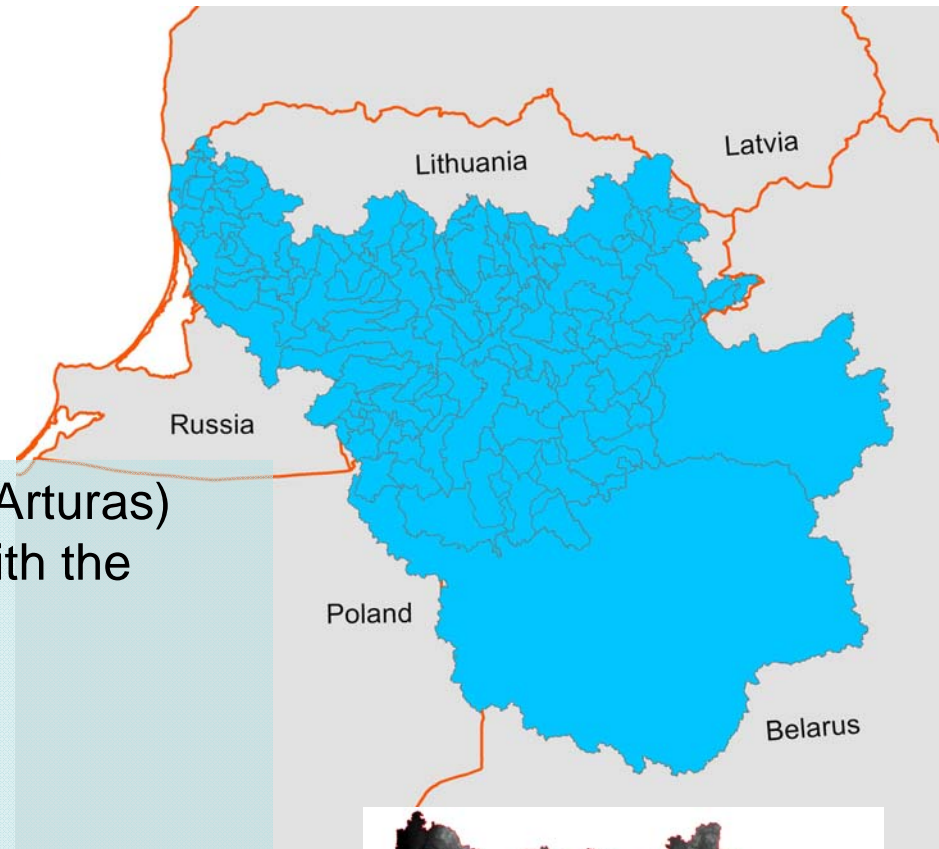 Latvia
Lithuania
Russia
Arturas)
ith the
Poland
Belarus